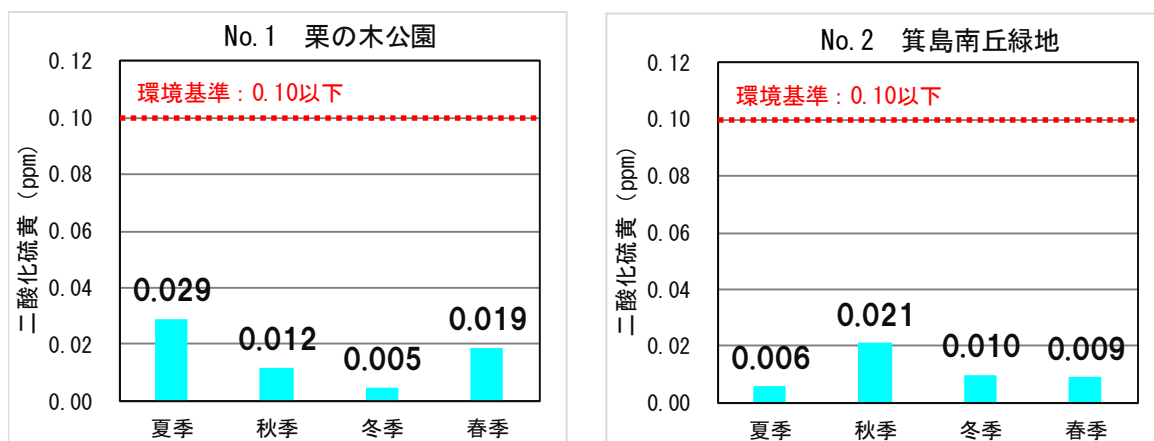 No.1 栗の木公園
二酸化硫黄(ppm)
0.12
0.10
0.08
0.06
0.04
0.02
0.00
環境基準:0.10以下
0.029
0.012
0.005
0.019
夏季 秋季 冬季 春季
No.2 箕島南丘緑地
二酸化硫黄(ppm)
0.12
0.10
0.08
0.06
0.04
0.02
0.00
環境基準:0.10以下
0.006
0.021
0.010
0.009
夏季 秋季 冬季 春季